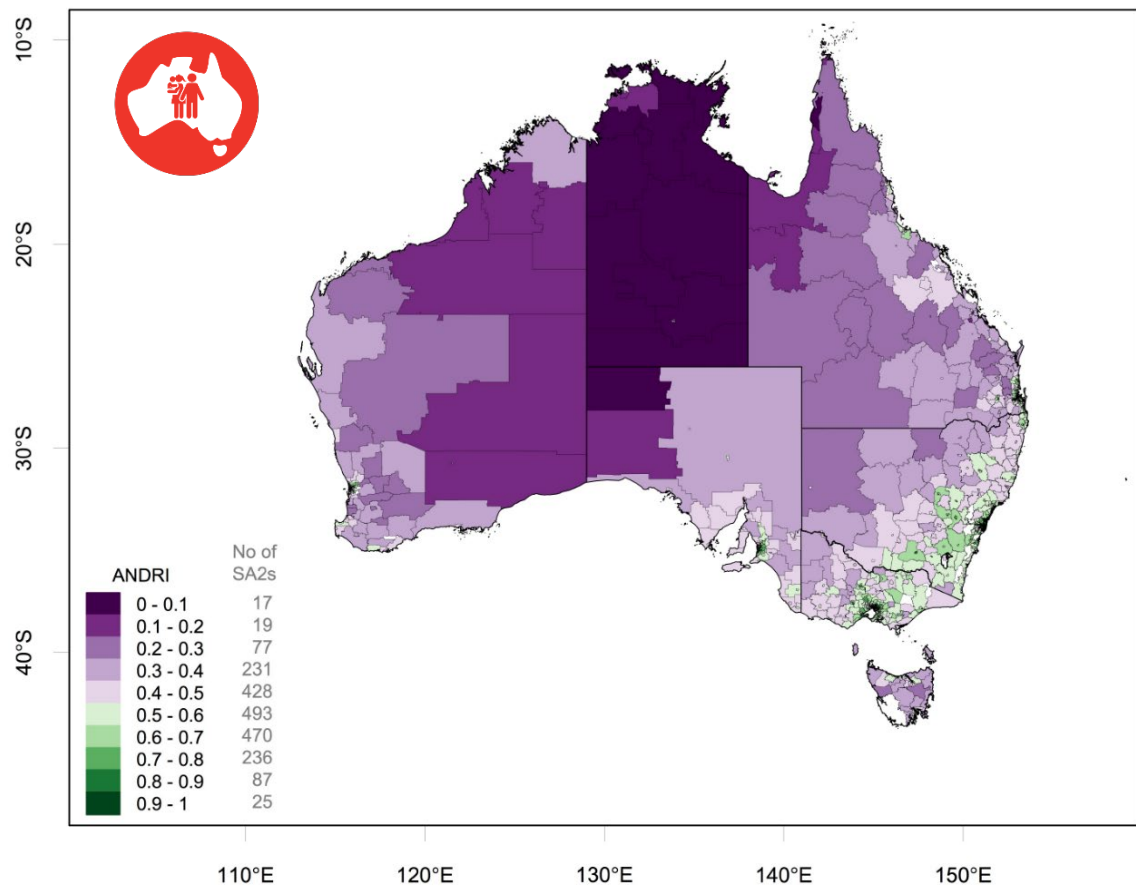 10°S
20°S
30°S
40°S
No of
ANDRI SA2s
0 - 0.1 17
0.1 - 0.2 19
0.2 - 0.3 77
0.3 - 0.4 231
0.4 - 0.5 428
0.5 - 0.6 493
0.6 - 0.7 470
0.7 - 0.8 236
0.8 - 0.9 87
0.9 - 1 25
110°E 120°E 130°E 140°E 150°E